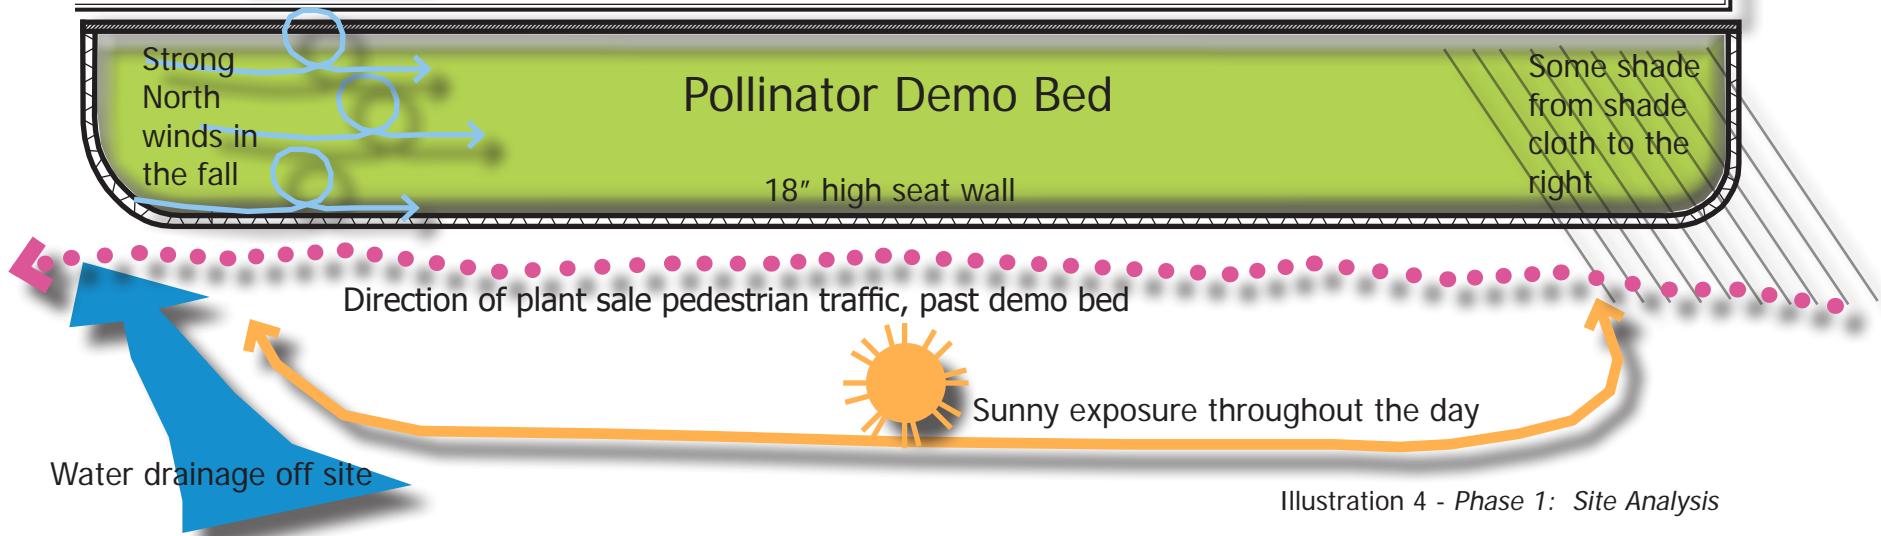 Strong
North
winds in
the fall
Pollinator Demo Bed
18″ high seat wall
Some shade
from shade
cloth to the
right
Direction of plant sale pedestrian traffic, past demo bed
Sunny exposure throughout the day
Water drainage off site
Illustration 4 - Phase 1:  Site Analysis